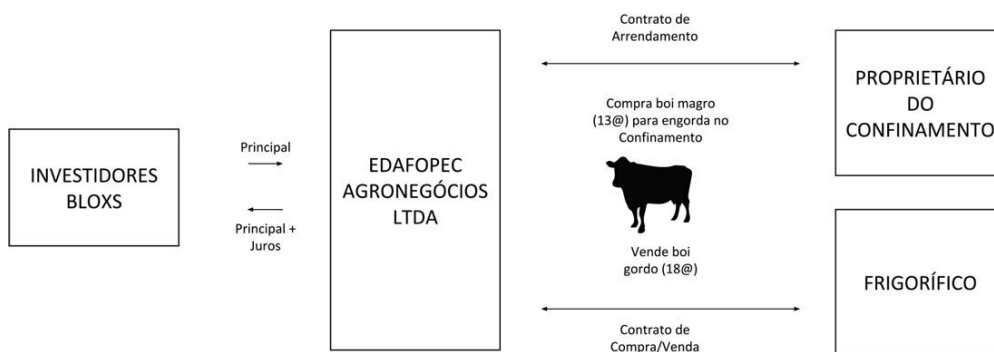 INVESTIDORES
BLOXS
Principal
Principal +
Juros
EDAFOPEC
AGRONEGÓCIOS
LTDA
Contrato de
Arrendamento
Compra boi magro
(13@) para engorda no
Confinamento
Vende boi
gordo (18@)
Contrato de
Compra/Venda
PROPRIETÁRIO
DO
CONFINAMENTO
FRIGORÍFICO